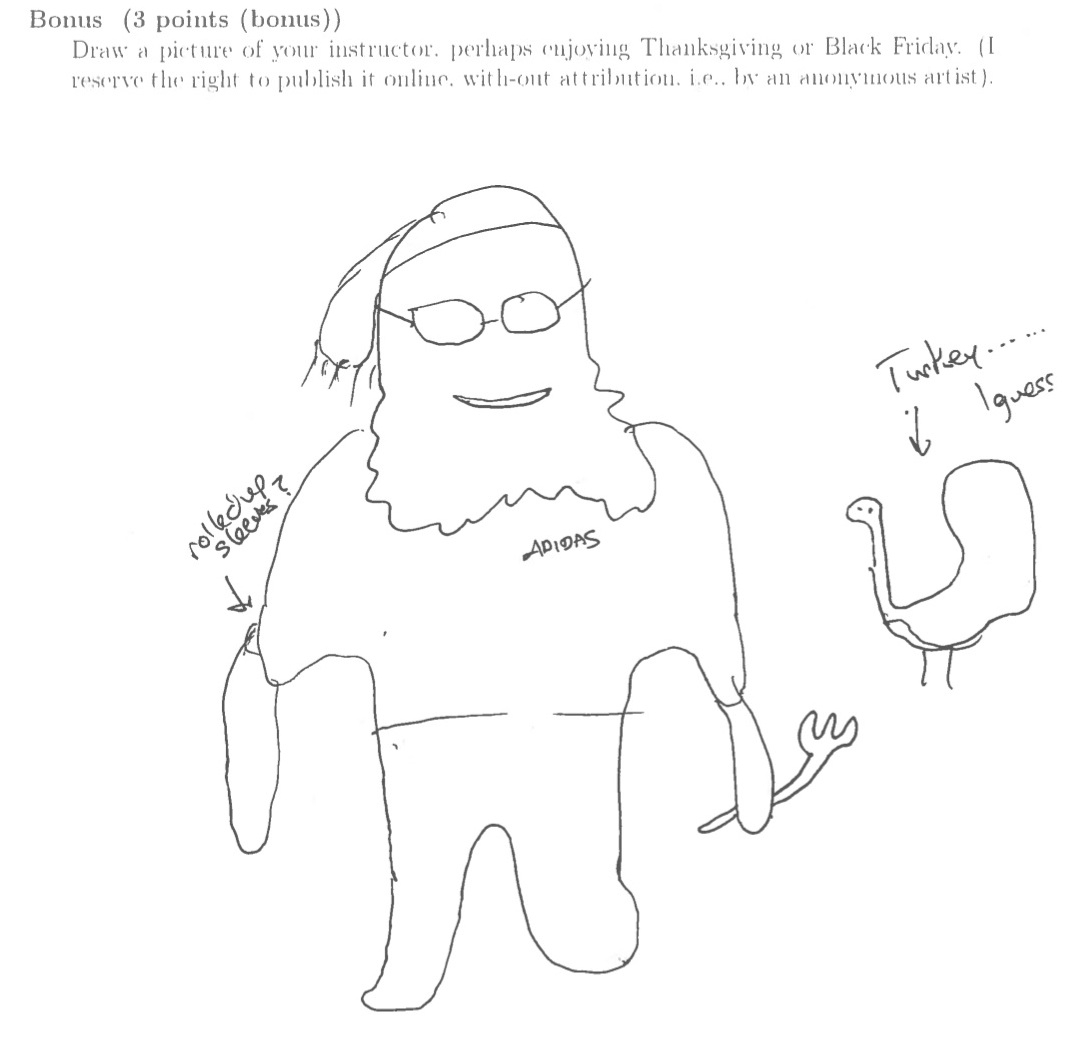 Bonus (3 points (bonus))
Draw a picture of your instructor, perhaps enjoying Thanksgiving or Black Friday. (I
reserve the right to publish it online, with-out attribution, i.e., by an anonymous artist).
Turkey......
I guess
rolled up
sleeves?
ADIDAS